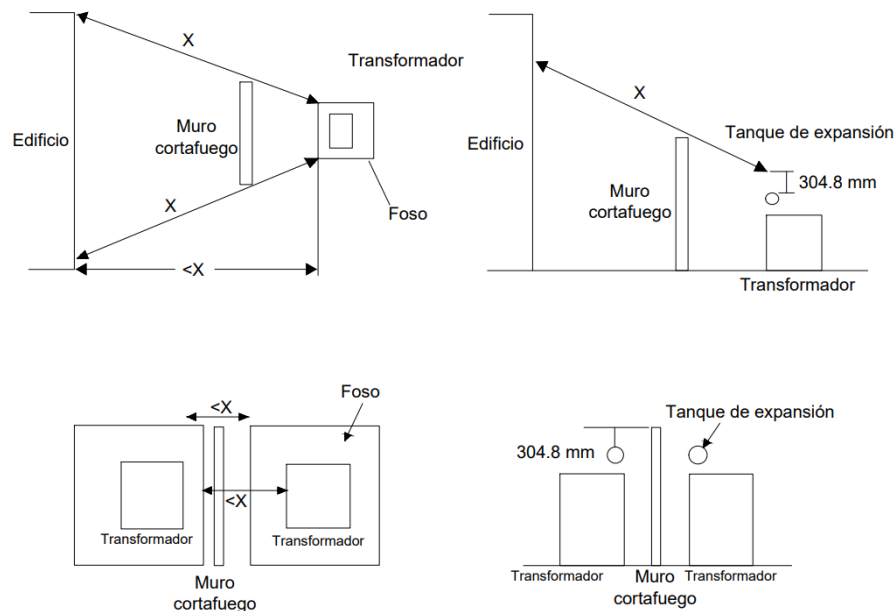 X
Transformador
Edificio
Muro
cortafuego
X
Foso
<X
X
Tanque de expansión
Edificio
304.8 mm
Muro
cortafuego
Transformador
Foso
<X
<X
Transformador
Transformador
Muro
cortafuego
Tanque de expansión
304.8 mm
Transformador
Muro
cortafuego
Transformador